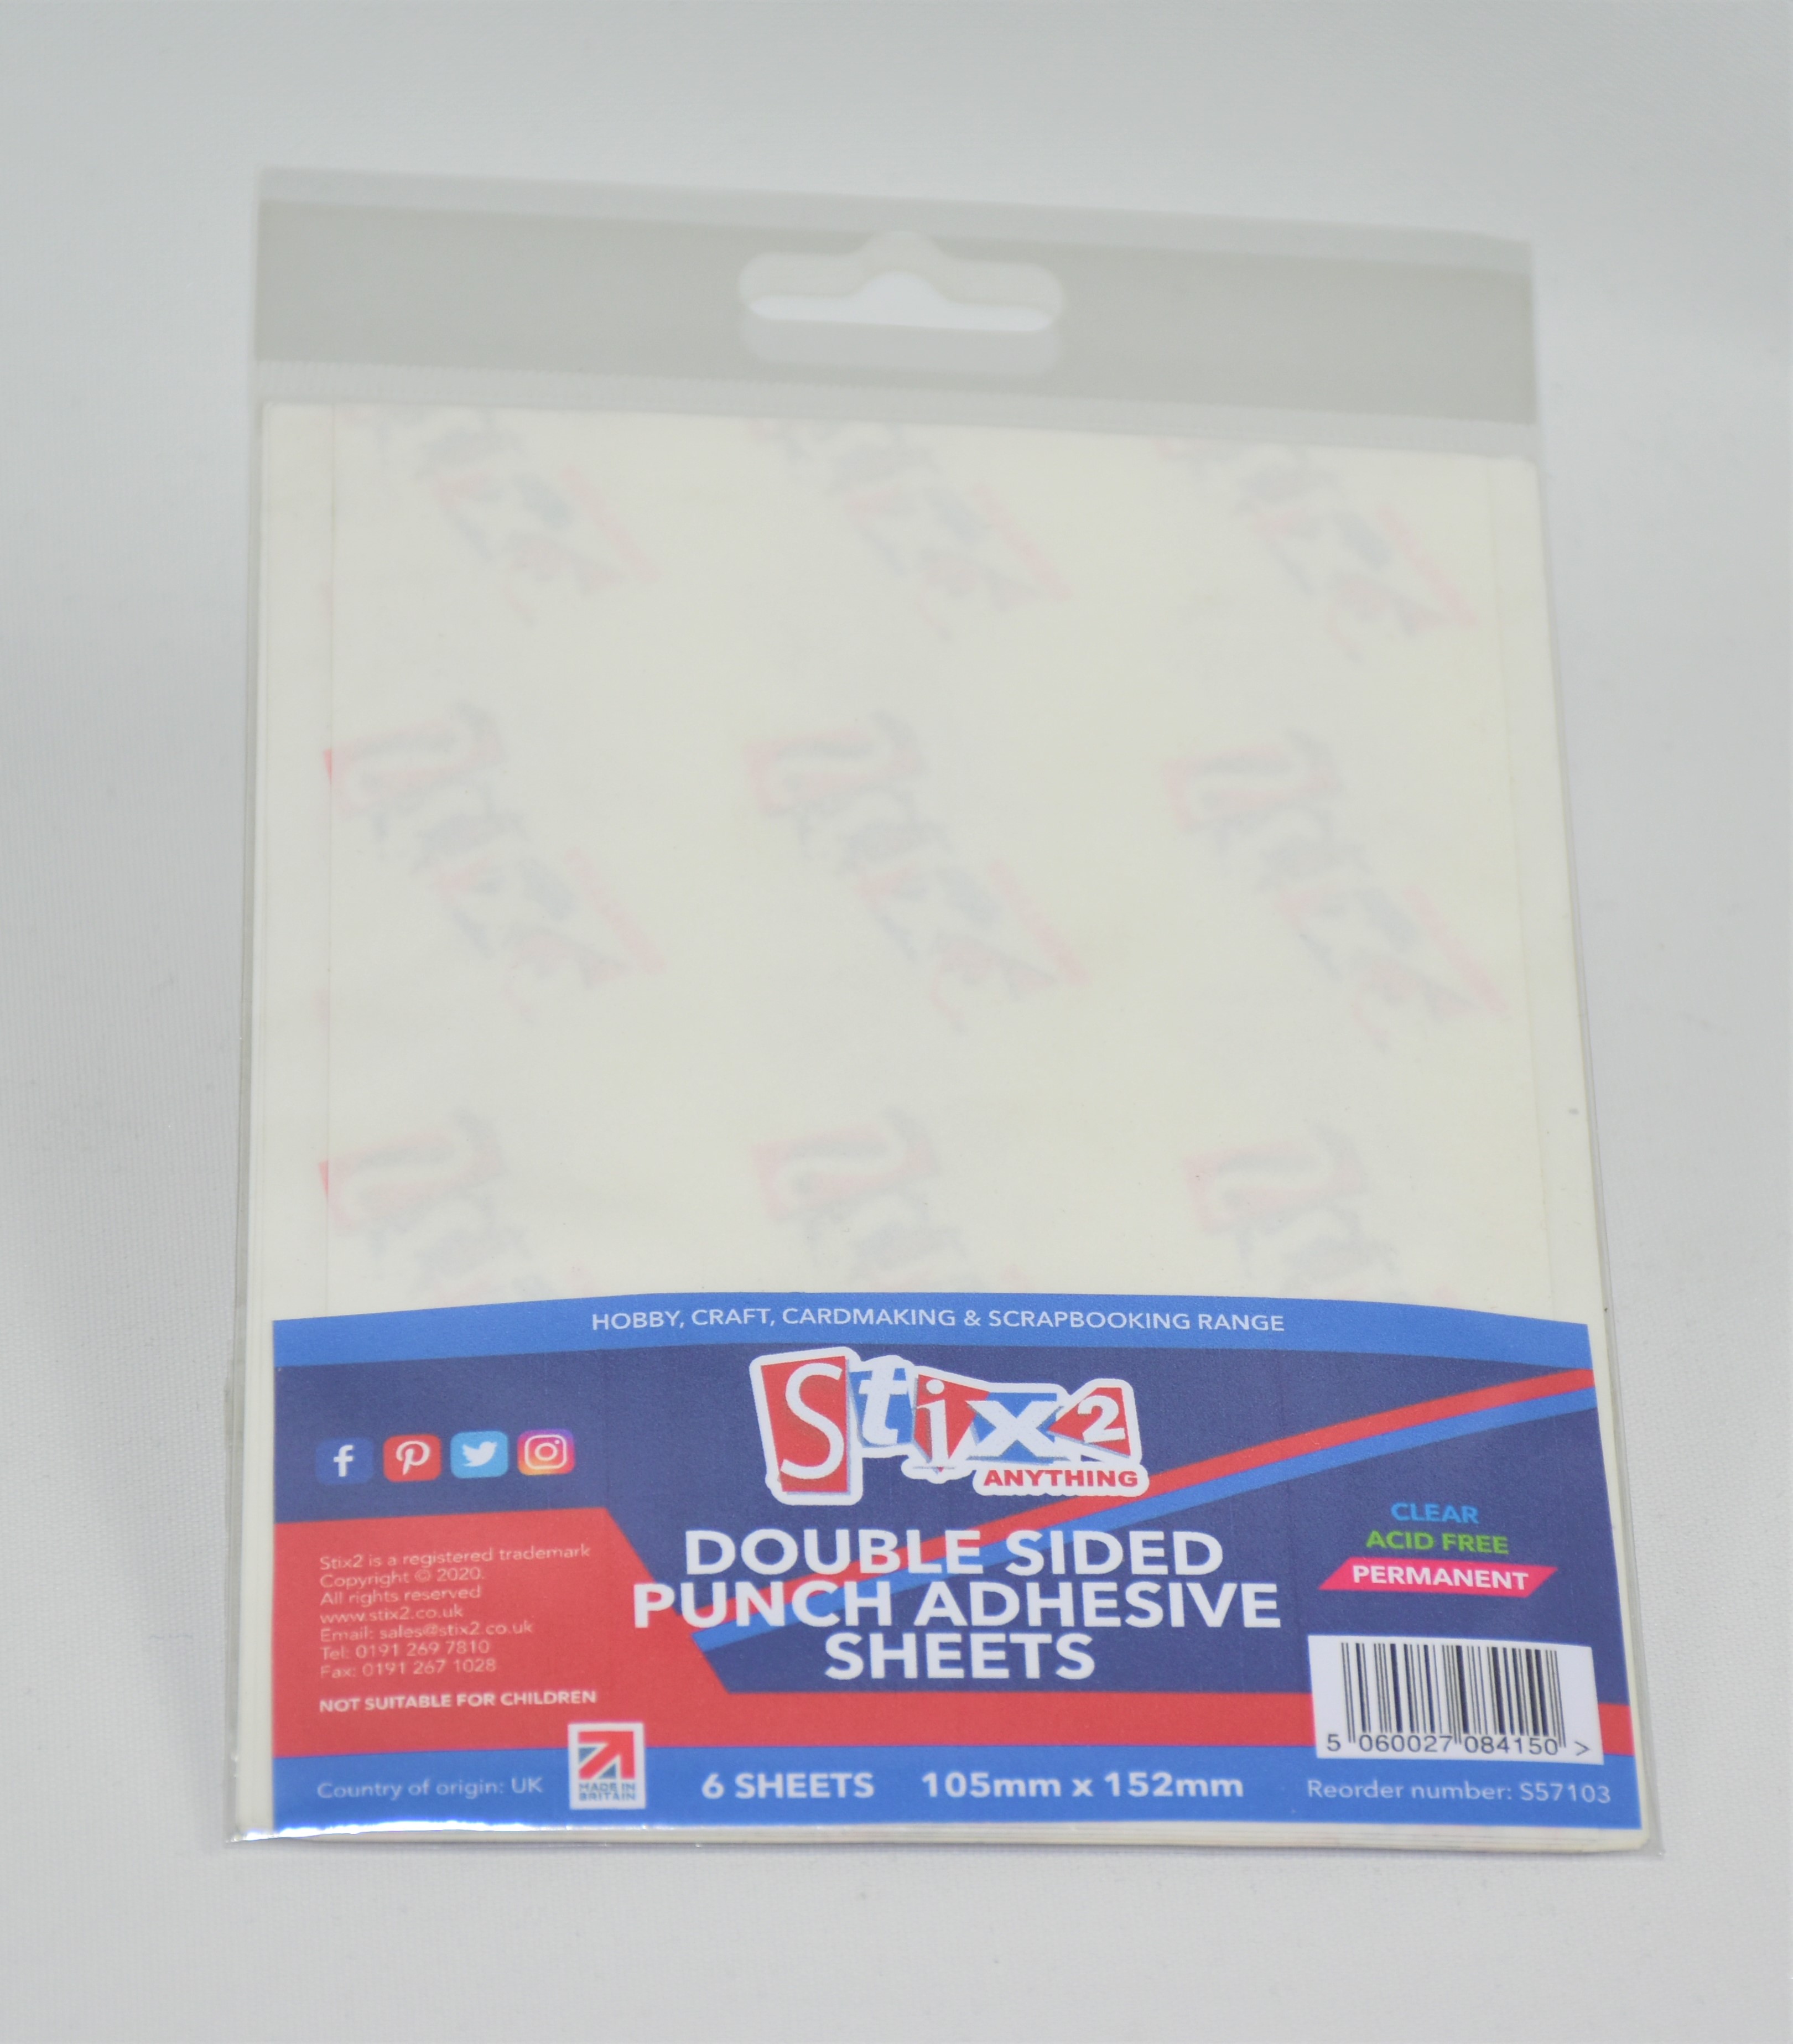 HOBBY, CRAFT, CARDMAKING & SCRAPBOOKING RANGE
Stix2
ANYTHING
DOUBLE SIDED
PUNCH ADHESIVE
SHEETS
CLEAR
ACID FREE
PERMANENT
Stix2 is a registered trademark
Copyright © 2020.
All rights reserved
www.stix2.co.uk
Email: sales@stix2.co.uk
Tel: 0191 269 7810
Fax: 0191 267 1028
NOT SUITABLE FOR CHILDREN
5 060027 084150 >
Country of origin: UK
MADE IN
BRITAIN
6 SHEETS 105mm x 152mm
Reorder number: S57103